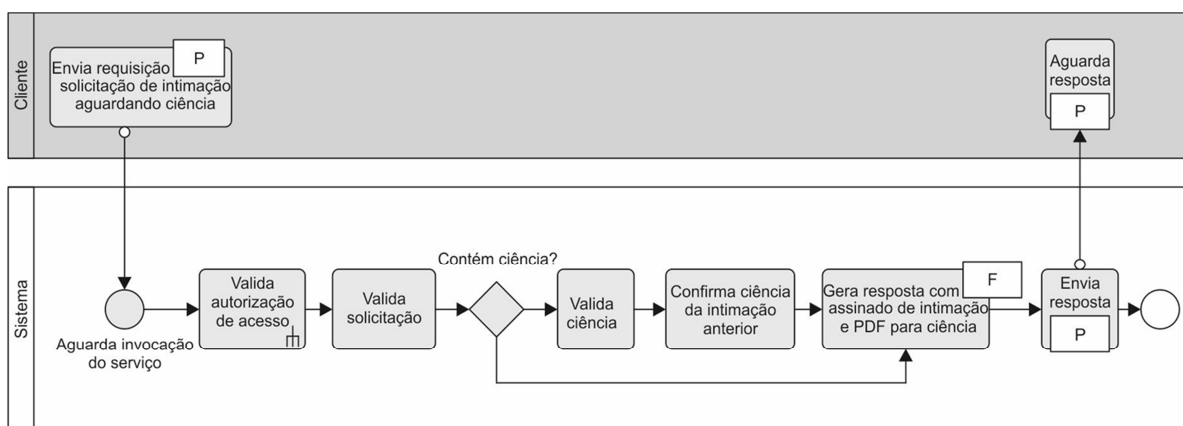 Cliente
Envia requisição
P
solicitação de intimação
aguardando ciência
Aguarda
resposta
P
Sistema
Aguarda invocação
do serviço
Valida
autorização
de acesso
Valida
solicitação
Contém ciência?
Valida
ciência
Confirma ciência
da intimação
anterior
F
Gera resposta com
assinado de intimação
e PDF para ciência
Envia
resposta
P